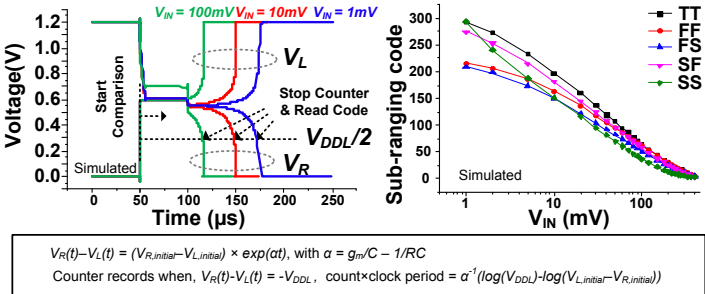 V_IN = 100mV V_IN = 10mV V_IN = 1mV
1.2
1.0
0.8
0.6
0.4
0.2
0.0
Voltage(V)
Start
Comparison
V_L
Stop Counter
& Read Code
V_DDL/2
V_R
Simulated
0 50 100 150 200 250
Time (µs)
300
250
200
150
100
50
0
Sub-ranging code
TT
FF
FS
SF
SS
Simulated
1 10 100
V_IN (mV)
V_R(t)–V_L(t) = (V_R,initial–V_L,initial) × exp(αt), with α = g_m/C – 1/RC
Counter records when, V_R(t)-V_L(t) = -V_DDL , count×clock period = α^-1(log(V_DDL)-log(V_L,initial–V_R,initial))